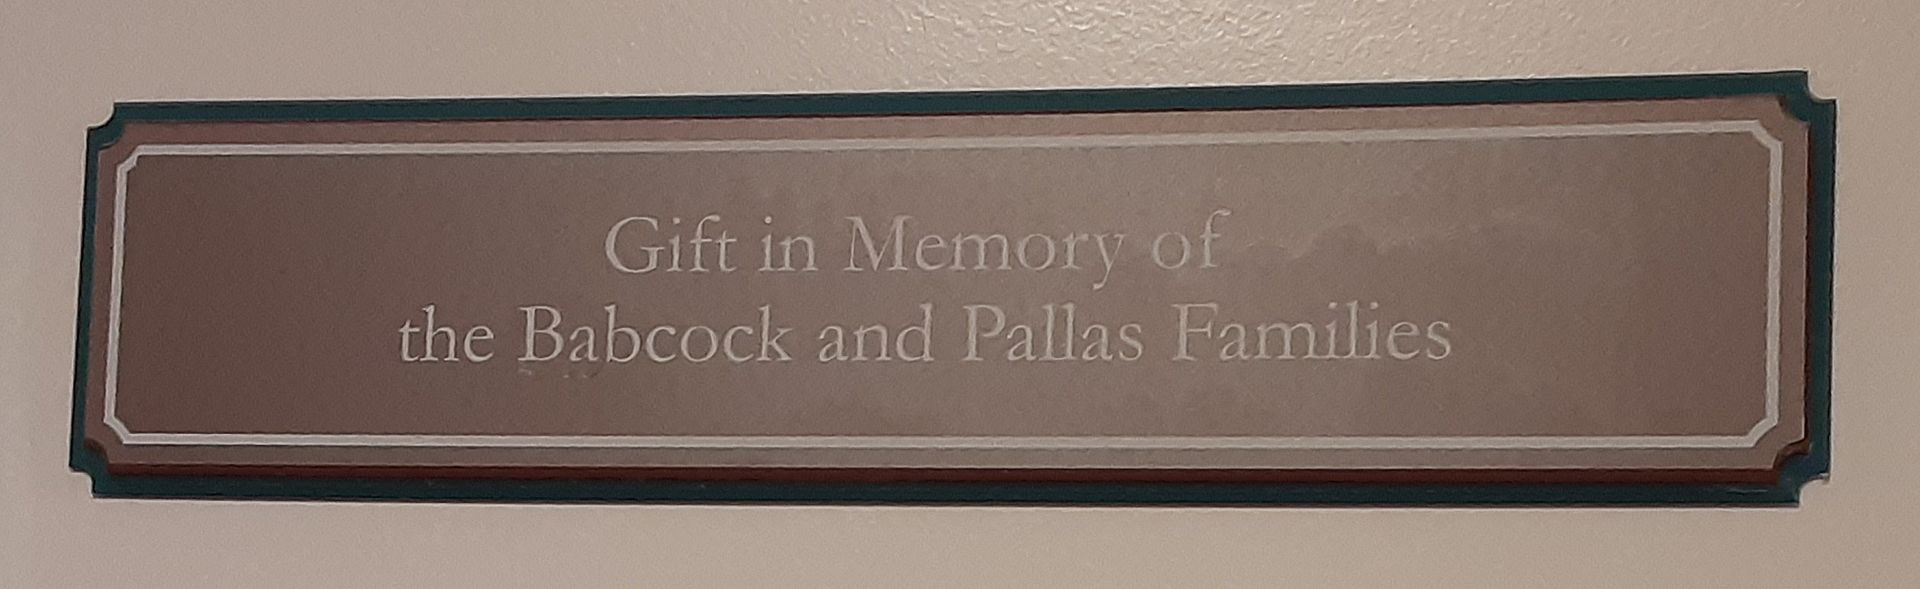 Gift in Memory of
the Babcock and Pallas Families